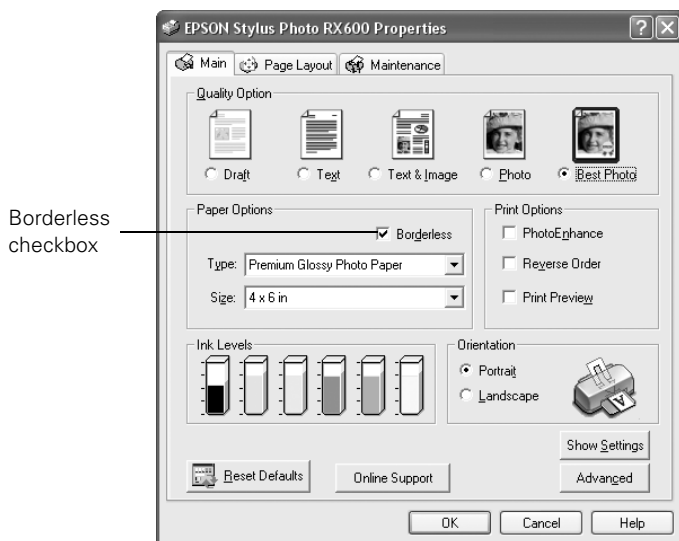 EPSON Stylus Photo RX600 Properties
Main Page Layout Maintenance
Quality Option
Draft Text Text & Image Photo Best Photo
Borderless
checkbox
Paper Options
Borderless
Type: Premium Glossy Photo Paper
Size: 4 x 6 in
Print Options
PhotoEnhance
Reverse Order
Print Preview
Ink Levels
Orientation
Portrait
Landscape
A
Show Settings
Reset Defaults Online Support Advanced
OK Cancel Help